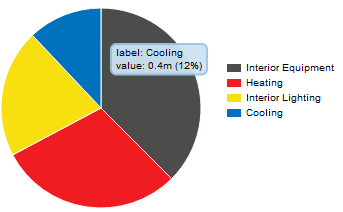 label: Cooling
value: 0.4m (12%)
Interior Equipment
Heating
Interior Lighting
Cooling